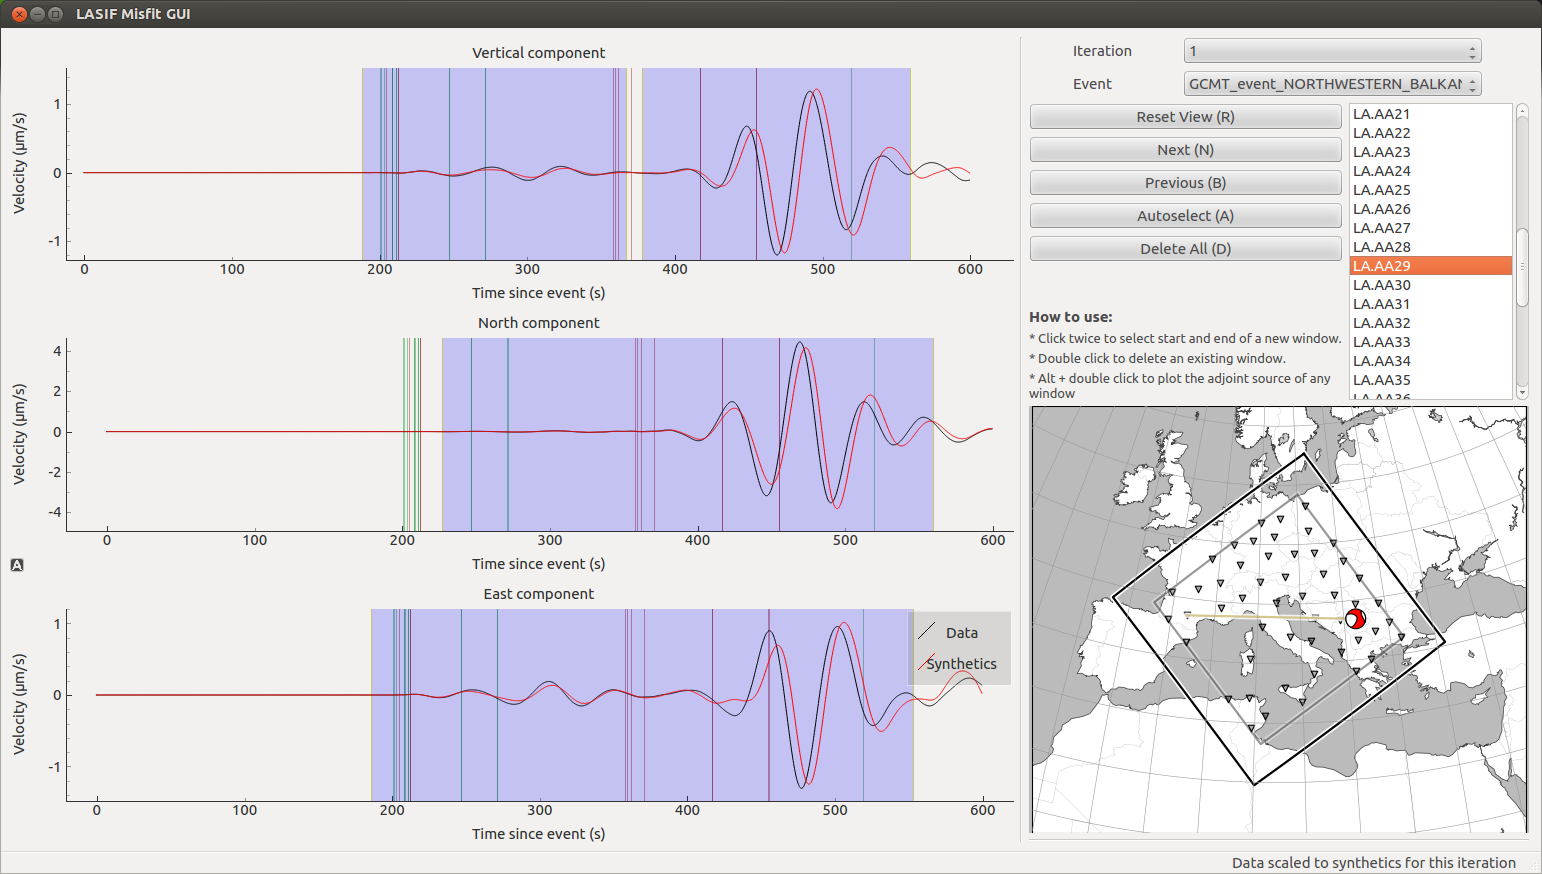 LASIF Misfit GUI
Vertical component
Velocity (µm/s)
1
0
-1
0 100 200 300 400 500 600
Time since event (s)
North component
Velocity (µm/s)
4
2
0
-2
-4
0 100 200 300 400 500 600
Time since event (s)
A
East component
Velocity (µm/s)
1
0
-1
Data
Synthetics
0 100 200 300 400 500 600
Time since event (s)
Iteration 1
Event GCMT_event_NORTHWESTERN_BALKAN
Reset View (R)
Next (N)
Previous (B)
Autoselect (A)
Delete All (D)
LA.AA21
LA.AA22
LA.AA23
LA.AA24
LA.AA25
LA.AA26
LA.AA27
LA.AA28
LA.AA29
LA.AA30
LA.AA31
LA.AA32
LA.AA33
LA.AA34
LA.AA35
LA.AA36
How to use:
* Click twice to select start and end of a new window.
* Double click to delete an existing window.
* Alt + double click to plot the adjoint source of any
window
Data scaled to synthetics for this iteration